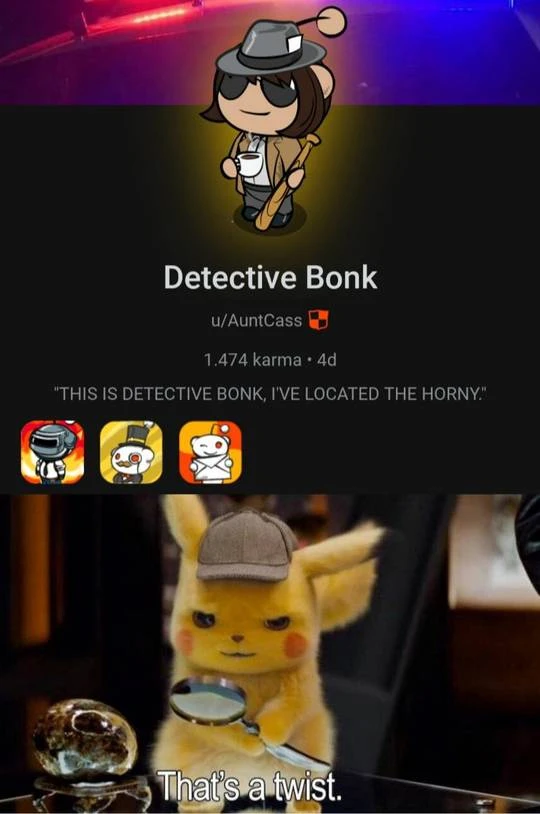 Detective Bonk
u/AuntCass
1.474 karma • 4d
"THIS IS DETECTIVE BONK, I'VE LOCATED THE HORNY."
That's a twist.